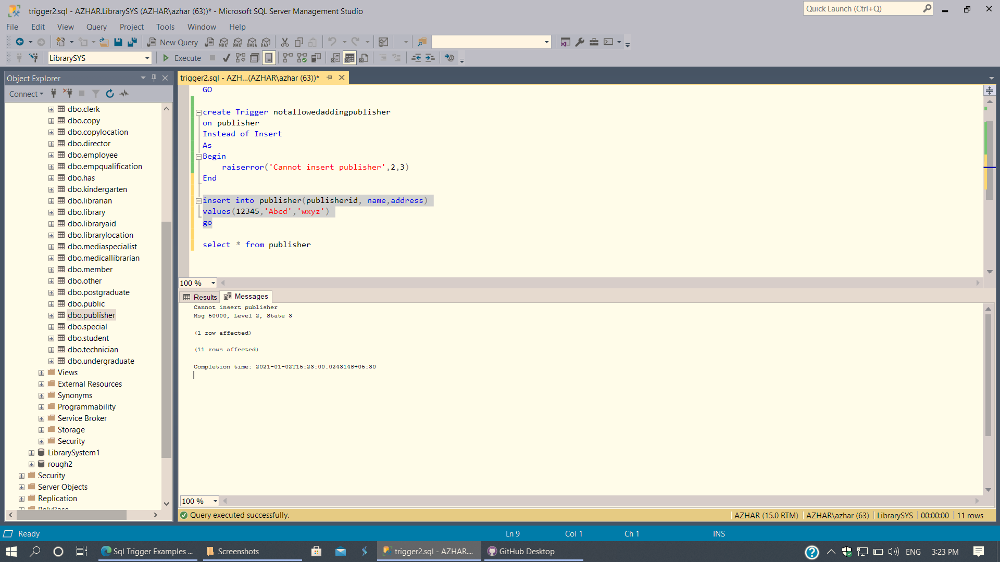 trigger2.sql - AZHAR.LibrarySYS (AZHAR\azhar (63))* - Microsoft SQL Server Management Studio
Quick Launch (Ctrl+Q)
File Edit View Query Project Tools Window Help
New Query
MDX DMX XMLA DAX
LibrarySYS
Execute
Object Explorer
Connect
dbo.clerk
dbo.copy
dbo.copylocation
dbo.director
dbo.employee
dbo.empqualification
dbo.has
dbo.kindergarten
dbo.librarian
dbo.library
dbo.libraryaid
dbo.librarylocation
dbo.mediaspecialist
dbo.medicallibrarian
dbo.member
dbo.other
dbo.postgraduate
dbo.public
dbo.publisher
dbo.special
dbo.student
dbo.technician
dbo.undergraduate
Views
External Resources
Synonyms
Programmability
Service Broker
Storage
Security
LibrarySystem1
rough2
Security
Server Objects
Replication
PolyBase
trigger2.sql - AZH...(AZHAR\azhar (63))*
GO
create Trigger notallowedaddingpublisher
on publisher
Instead of Insert
As
Begin
raiserror('Cannot insert publisher',2,3)
End
insert into publisher(publisherid, name,address)
values(12345,'Abcd','wxyz')
go
select * from publisher
100 %
Results Messages
Cannot insert publisher
Msg 50000, Level 2, State 3
(1 row affected)
(11 rows affected)
Completion time: 2021-01-02T15:23:00.0243148+05:30
100 %
Query executed successfully.
AZHAR (15.0 RTM) AZHAR\azhar (63) LibrarySYS 00:00:00 11 rows
Ready
Ln 9 Col 1 Ch 1 INS
Sql Trigger Examples ...
Screenshots
trigger2.sql - AZHAR....
GitHub Desktop
ENG
3:23 PM